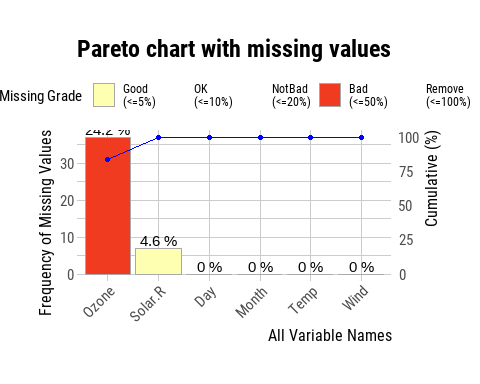 Pareto chart with missing values
Missing Grade
Good
(<=5%)
OK
(<=10%)
NotBad
(<=20%)
Bad
(<=50%)
Remove
(<=100%)
Frequency of Missing Values
30
20
10
0
24.2 %
4.6 %
0 %
0 %
0 %
0 %
100
75
50
25
0
Cumulative (%)
Ozone
Solar.R
Day
Month
Temp
Wind
All Variable Names